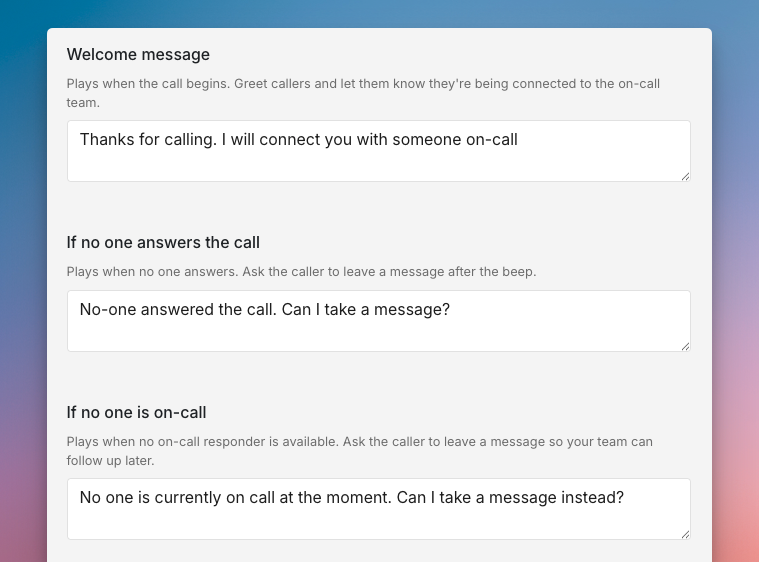 Welcome message
Plays when the call begins. Greet callers and let them know they're being connected to the on-call
team.
Thanks for calling. I will connect you with someone on-call
If no one answers the call
Plays when no one answers. Ask the caller to leave a message after the beep.
No-one answered the call. Can I take a message?
If no one is on-call
Plays when no on-call responder is available. Ask the caller to leave a message so your team can
follow up later.
No one is currently on call at the moment. Can I take a message instead?